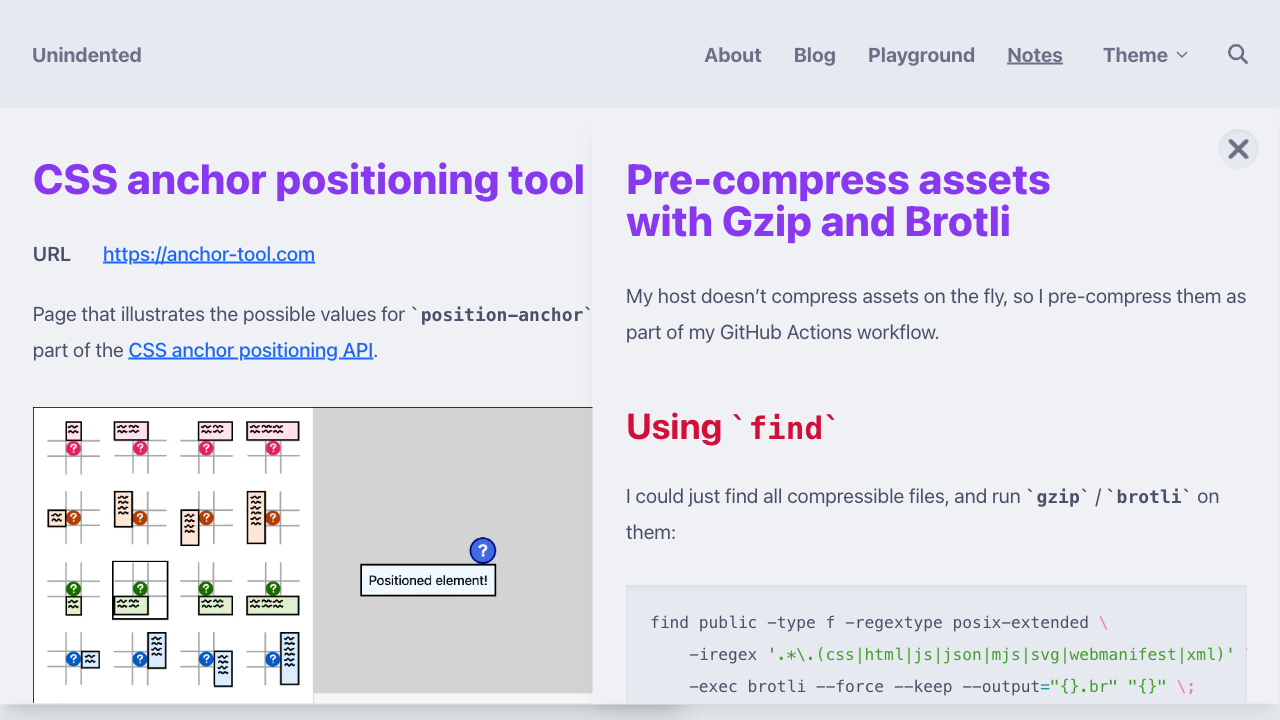 Unindented
About Blog Playground Notes Theme
CSS anchor positioning tool
URL https://anchor-tool.com
Page that illustrates the possible values for `position-anchor`
part of the CSS anchor positioning API.
? ? ? ?
? ? ? ?
? ? ? ?
? ? ? ?
?
Positioned element!
Pre-compress assets
with Gzip and Brotli
My host doesn’t compress assets on the fly, so I pre-compress them as
part of my GitHub Actions workflow.
Using `find`
I could just find all compressible files, and run `gzip` / `brotli` on
them:
find public -type f -regextype posix-extended \
-iregex '.*\.(css|html|js|json|mjs|svg|webmanifest|xml)' \
-exec brotli --force --keep --output="{}.br" "{}" \;